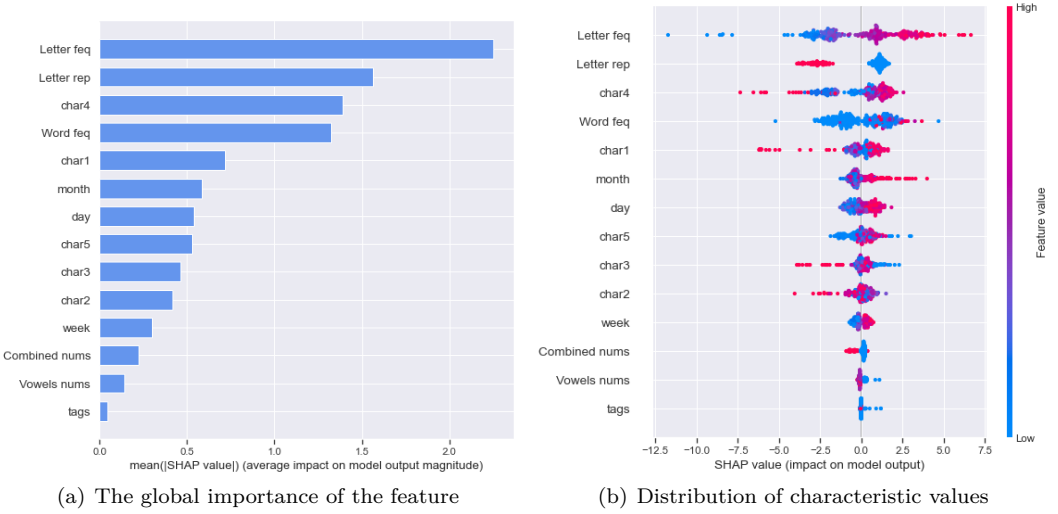 Letter feq
Letter rep
char4
Word feq
char1
month
day
char5
char3
char2
week
Combined nums
Vowels nums
tags
0.0 0.5 1.0 1.5 2.0
mean(|SHAP value|) (average impact on model output magnitude)
(a) The global importance of the feature
High
Letter feq
Letter rep
char4
Word feq
char1
month
day
char5
char3
char2
week
Combined nums
Vowels nums
tags
Feature value
Low
−12.5 −10.0 −7.5 −5.0 −2.5 0.0 2.5 5.0 7.5
SHAP value (impact on model output)
(b) Distribution of characteristic values